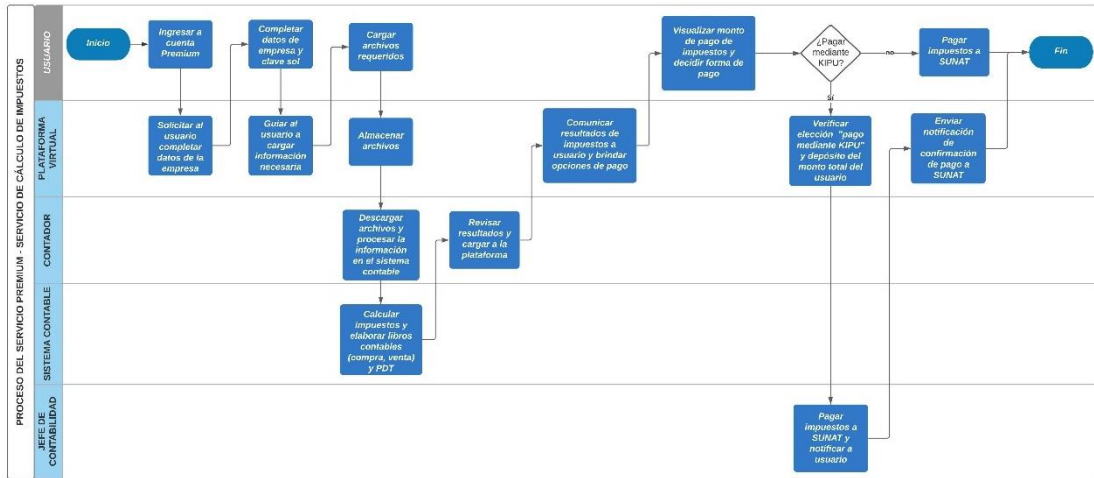 PROCESO DEL SERVICIO PREMIUM - SERVICIO DE CÁLCULO DE IMPUESTOS
USUARIO
Inicio
Ingresar a
cuenta
Premium
Completar
datos de
empresa y
clave sol
Cargar
archivos
requeridos
Visualizar monto
de pago de
impuestos y
decidir forma de
pago
¿Pagar
mediante
KIPU?
no
sí
Pagar
impuestos a
SUNAT
Fin
PLATAFORMA
VIRTUAL
Solicitar al
usuario
completar
datos de la
empresa
Guiar al
usuario a
cargar
información
necesaria
Almacenar
archivos
Comunicar
resultados de
impuestos a
usuario y brindar
opciones de pago
Verificar
elección "pago
mediante KIPU"
y depósito del
monto total del
usuario
Enviar
notificación
de
confirmación
de pago a
SUNAT
CONTADOR
Descargar
archivos y
procesar la
información
en el sistema
contable
Revisar
resultados y
cargar a la
plataforma
SISTEMA CONTABLE
Calcular
impuestos y
elaborar libros
contables
(compra, venta)
y PDT
JEFE DE
CONTABILIDAD
Pagar
impuestos a
SUNAT y
notificar a
usuario